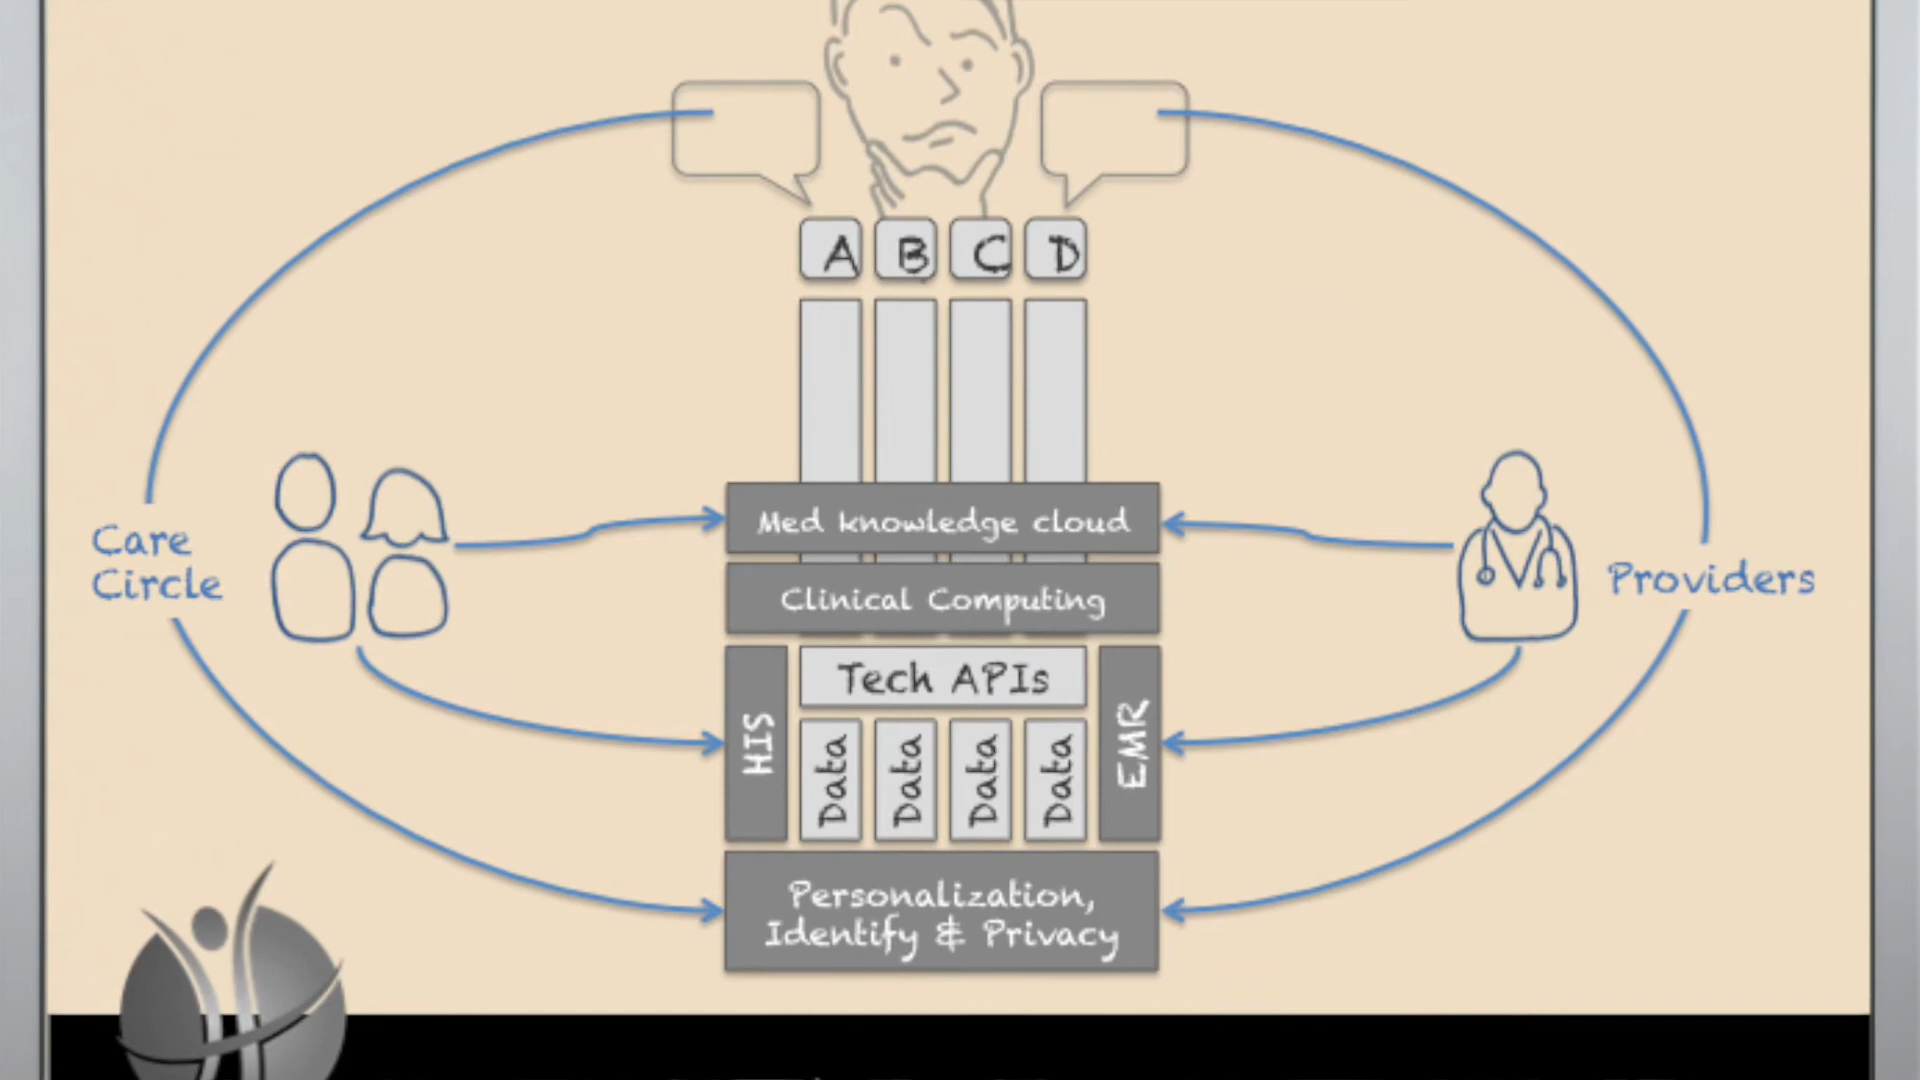 A B C D
Med knowledge cloud
Care
Circle
Providers
Clinical Computing
Tech APIs
HIS
Data Data Data Data
EMR
Personalization,
Identify & Privacy